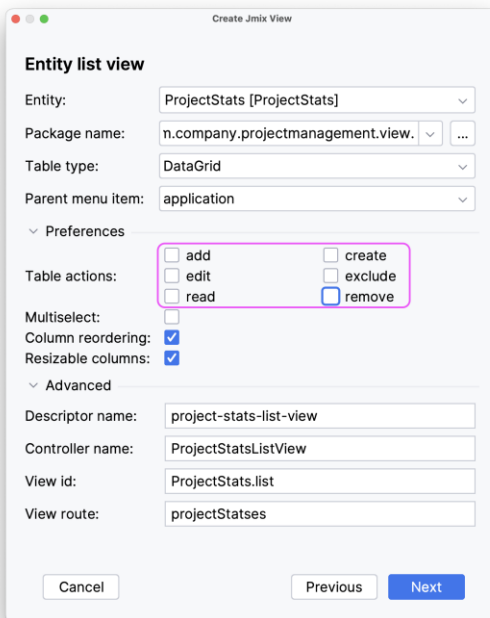 Create Jmix View
Entity list view
Entity: ProjectStats [ProjectStats]
Package name: n.company.projectmanagement.view. ...
Table type: DataGrid
Parent menu item: application
Preferences
Table actions:
add create
edit exclude
read remove
Multiselect:
Column reordering:
Resizable columns:
Advanced
Descriptor name: project-stats-list-view
Controller name: ProjectStatsListView
View id: ProjectStats.list
View route: projectStatses
Cancel Previous Next